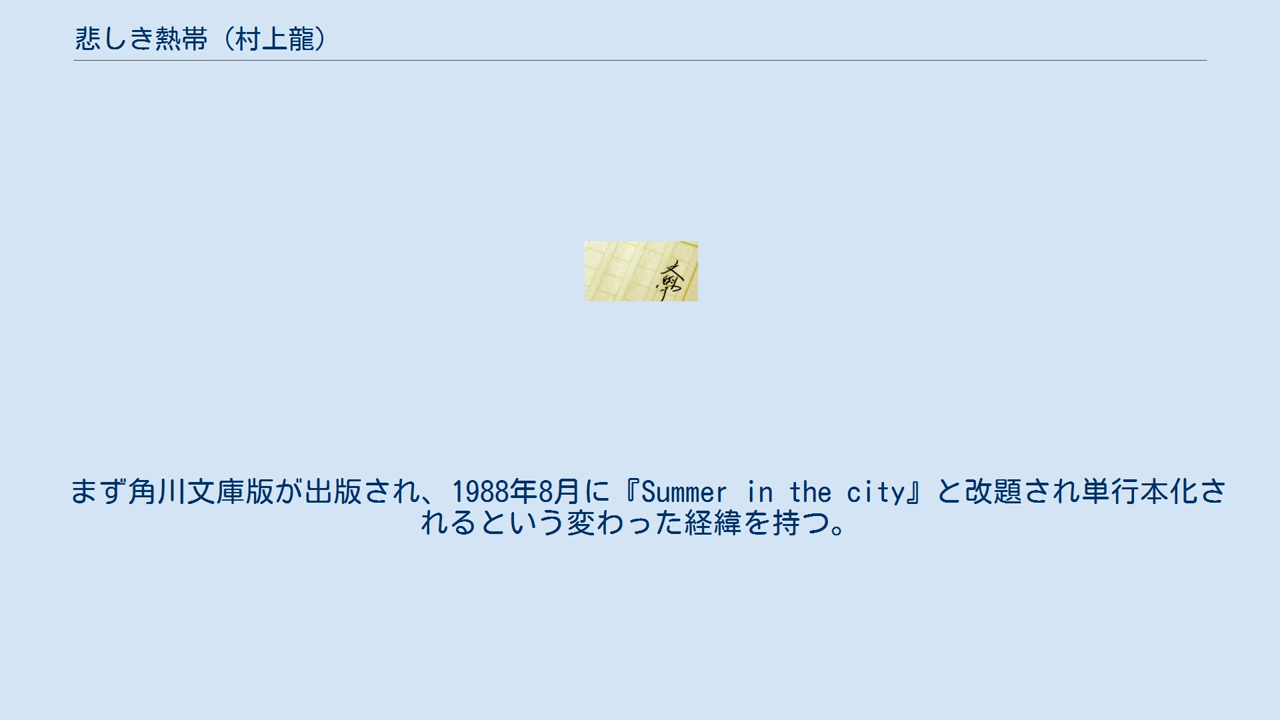 悲しき熱帯（村上龍）
まず角川文庫版が出版され、1988年8月に『Summer in the city』と改題され単行本化さ
れるという変わった経緯を持つ。